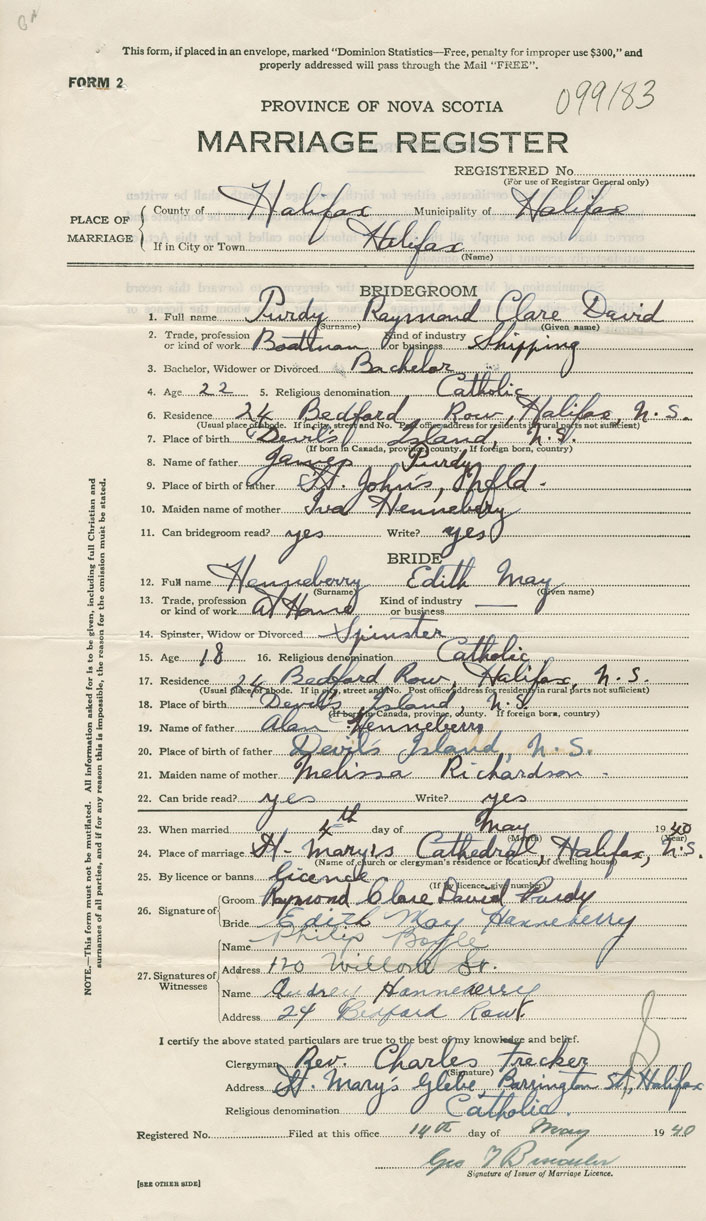 This form, if placed in an envelope, marked "Dominion Statistics—Free, penalty for improper use $300," and
properly addressed will pass through the Mail "FREE".
FORM 2
099183
PROVINCE OF NOVA SCOTIA
MARRIAGE REGISTER
REGISTERED No.
(For use of Registrar General only)
PLACE OF MARRIAGE
County of Halifax Municipality of Halifax
If in City or Town Halifax
(Name)
BRIDEGROOM
1. Full name Purdy Raymond Clare David
(Surname) (Given name)
2. Trade, profession or kind of work Boatman Kind of industry or business Shipping
3. Bachelor, Widower or Divorced Bachelor
4. Age 22 5. Religious denomination Catholic
6. Residence 24 Bedford Row, Halifax, N.S.
(Usual place of abode. If in city, street and No. Post office address for residents in rural parts not sufficient)
7. Place of birth Devil's Island, N.S.
(If born in Canada, province, county. If foreign born, country)
8. Name of father James Purdy
9. Place of birth of father St. John's, Nfld.
10. Maiden name of mother Iva Henneberry
11. Can bridegroom read? yes Write? yes
BRIDE
12. Full name Henneberry Edith May
(Surname) (Given name)
13. Trade, profession or kind of work At Home Kind of industry or business —
14. Spinster, Widow or Divorced Spinster
15. Age 18 16. Religious denomination Catholic
17. Residence 24 Bedford Row, Halifax, N.S.
(Usual place of abode. If in city, street and No. Post office address for residents in rural parts not sufficient)
18. Place of birth Devil's Island, N.S.
(If born in Canada, province, county. If foreign born, country)
19. Name of father Alan Henneberry
20. Place of birth of father Devil's Island, N.S.
21. Maiden name of mother Melissa Richardson
22. Can bride read? yes Write? yes
23. When married 4th day of May 1940
(Month) (Year)
24. Place of marriage St. Mary's Cathedral, Halifax, N.S.
(Name of church or clergyman's residence or location of dwelling house)
25. By licence or banns licence
(If by licence, give number)
26. Signature of
Groom Raymond Clare David Purdy
Bride Edith May Hanneberry
27. Signatures of Witnesses
Name Philip Boyle
Address 120 Willow St.
Name Audrey Hanneberry
Address 24 Bedford Row.
I certify the above stated particulars are true to the best of my knowledge and belief.
Clergyman Rev. Charles Frecker
(Signature)
Address St. Mary's Glebe, Barrington St., Halifax
Religious denomination Catholic.
Registered No. Filed at this office 14th day of May 1940
Geo
Signature of Issuer of Marriage Licence.
[SEE OTHER SIDE]
NOTE.—This form must not be mutilated. All information asked for is to be given, including full Christian and
surnames of all parties, and if for any reason this is impossible, the reason for the omission must be stated.